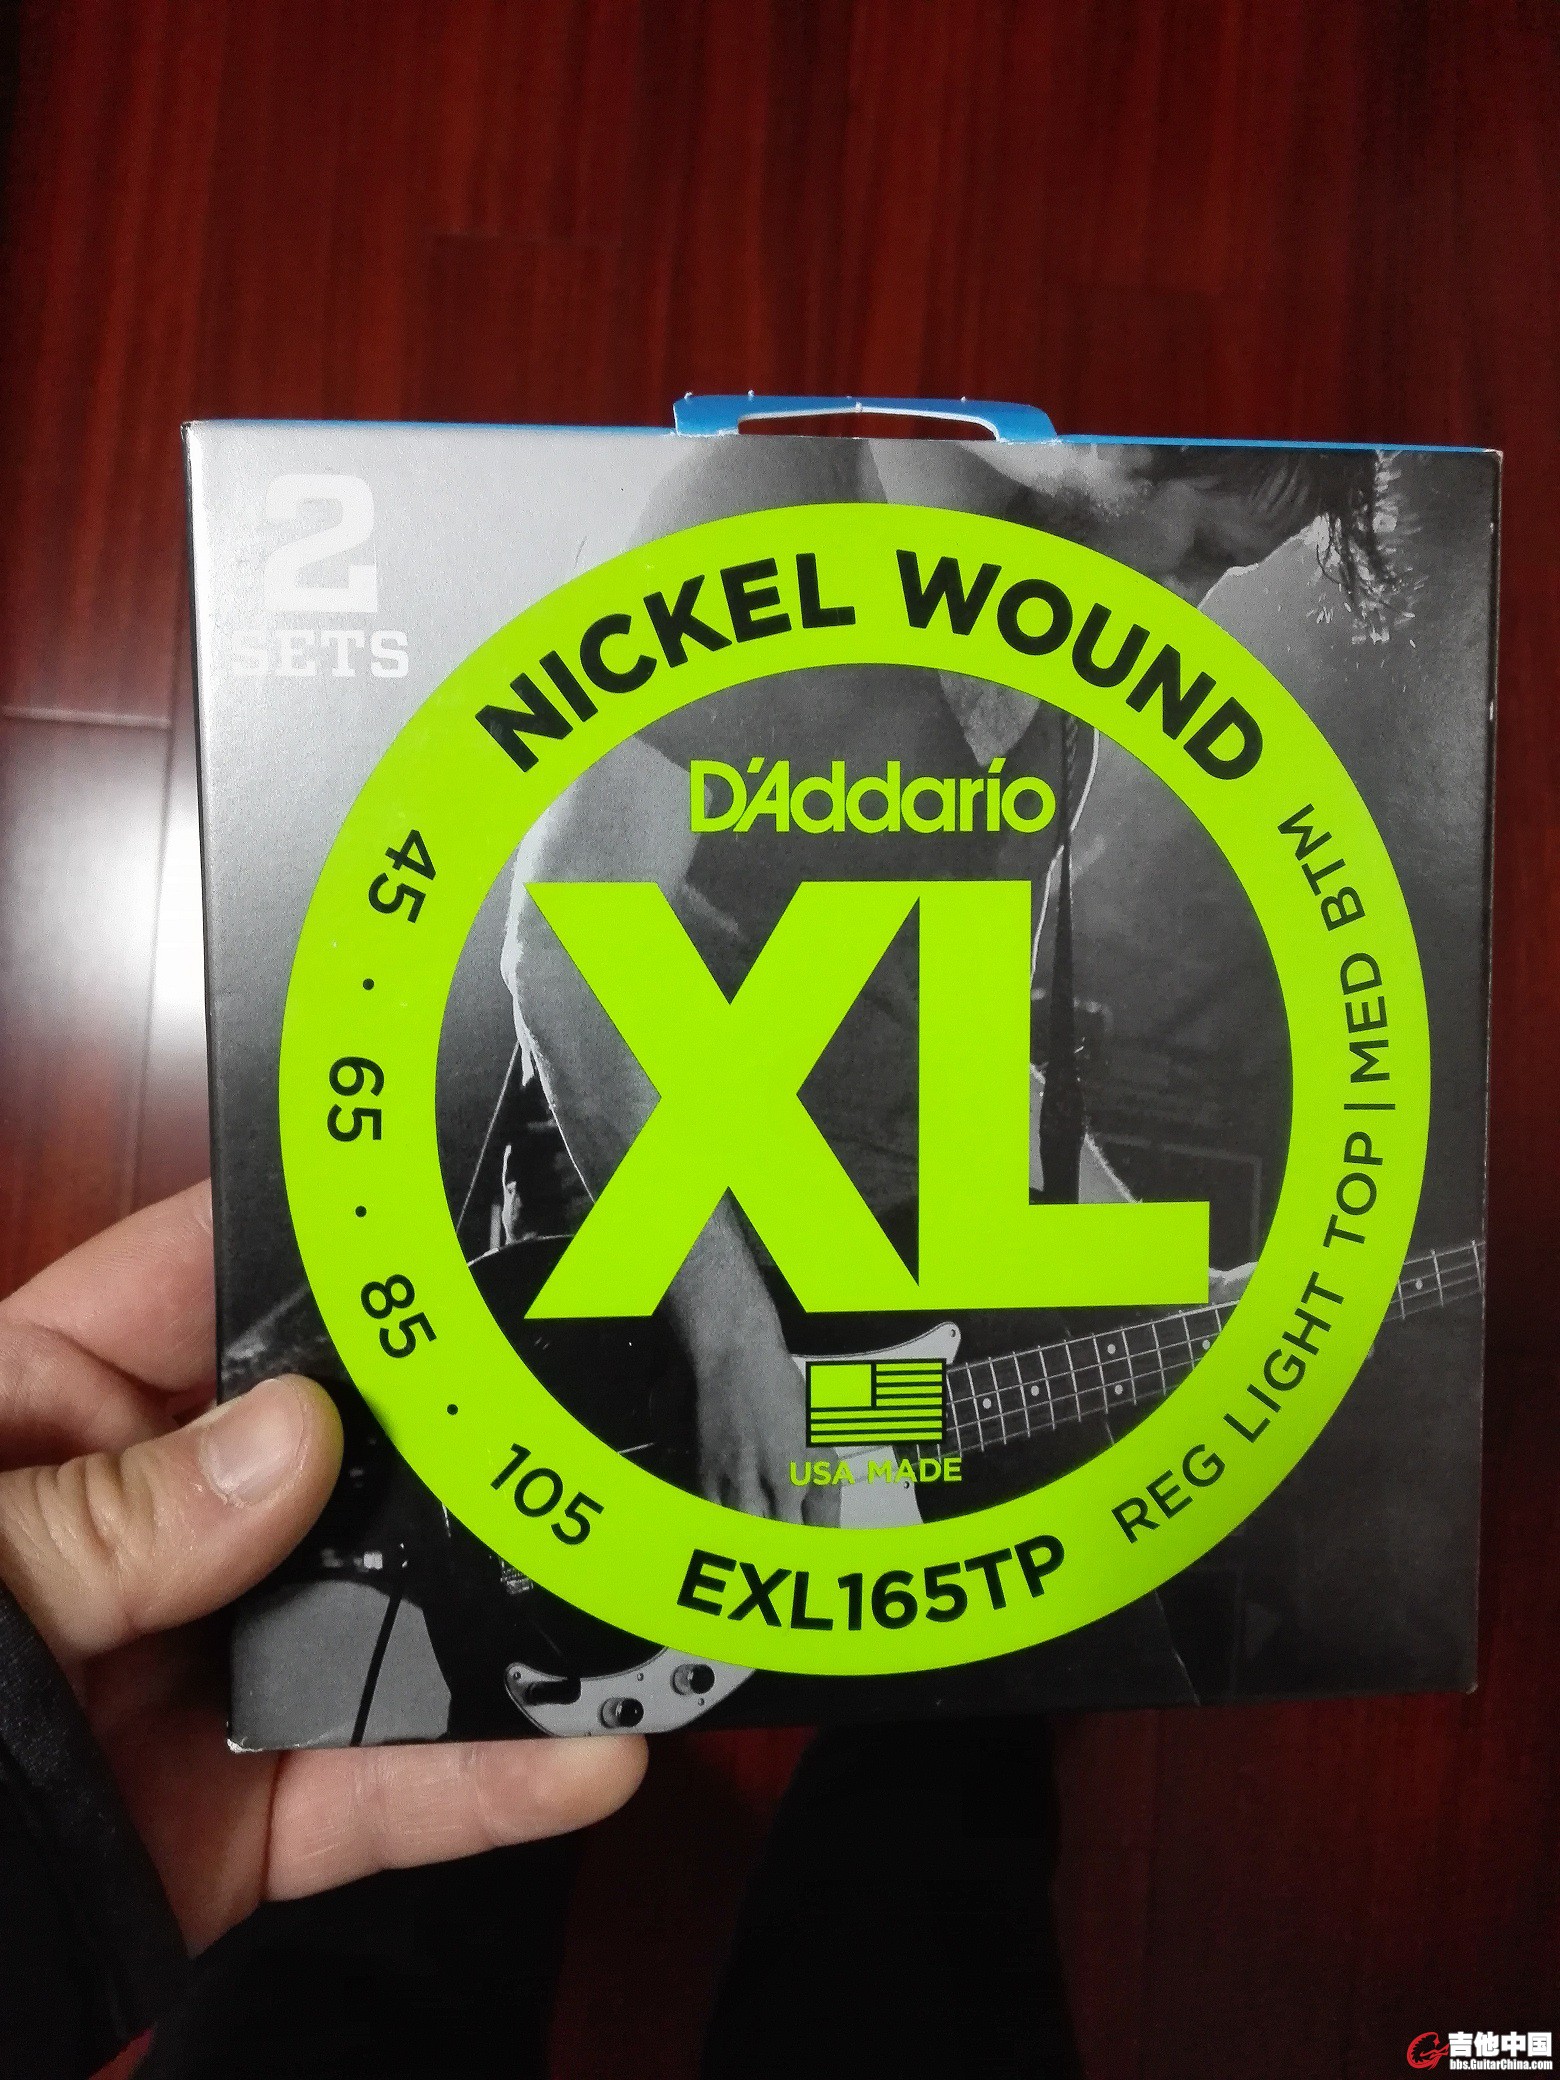 2
SETS
NICKEL WOUND
D'Addario
XL
USA MADE
45 · 65 · 85 · 105
EXL165TP
REG LIGHT TOP | MED BTM
吉他中国
bbs.GuitarChina.com